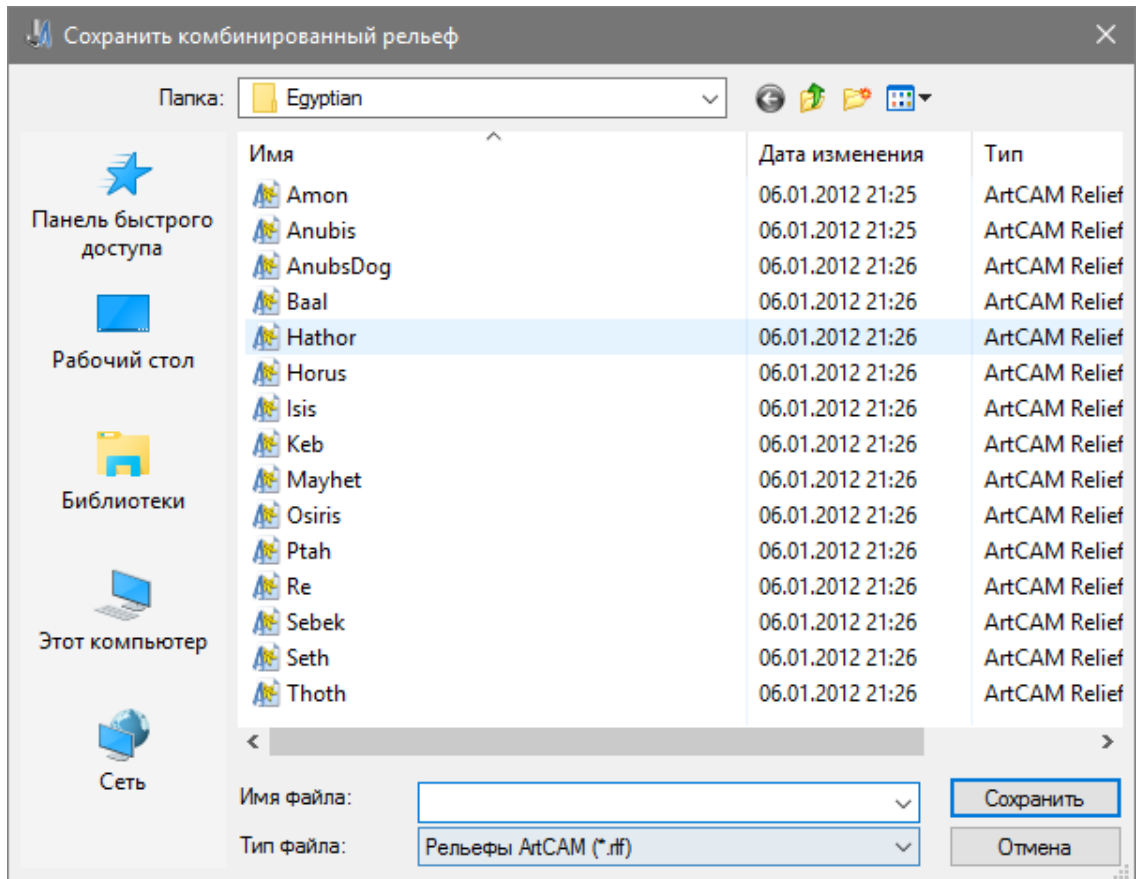 Сохранить комбинированный рельеф
Папка: Egyptian
Имя Дата изменения Тип
Amon 06.01.2012 21:25 ArtCAM Relief
Anubis 06.01.2012 21:25 ArtCAM Relief
AnubsDog 06.01.2012 21:26 ArtCAM Relief
Baal 06.01.2012 21:26 ArtCAM Relief
Hathor 06.01.2012 21:26 ArtCAM Relief
Horus 06.01.2012 21:26 ArtCAM Relief
Isis 06.01.2012 21:26 ArtCAM Relief
Keb 06.01.2012 21:26 ArtCAM Relief
Mayhet 06.01.2012 21:26 ArtCAM Relief
Osiris 06.01.2012 21:26 ArtCAM Relief
Ptah 06.01.2012 21:26 ArtCAM Relief
Re 06.01.2012 21:26 ArtCAM Relief
Sebek 06.01.2012 21:26 ArtCAM Relief
Seth 06.01.2012 21:26 ArtCAM Relief
Thoth 06.01.2012 21:26 ArtCAM Relief
Панель быстрого
доступа
Рабочий стол
Библиотеки
Этот компьютер
Сеть
Имя файла: Сохранить
Тип файла: Рельефы ArtCAM (*.rlf) Отмена